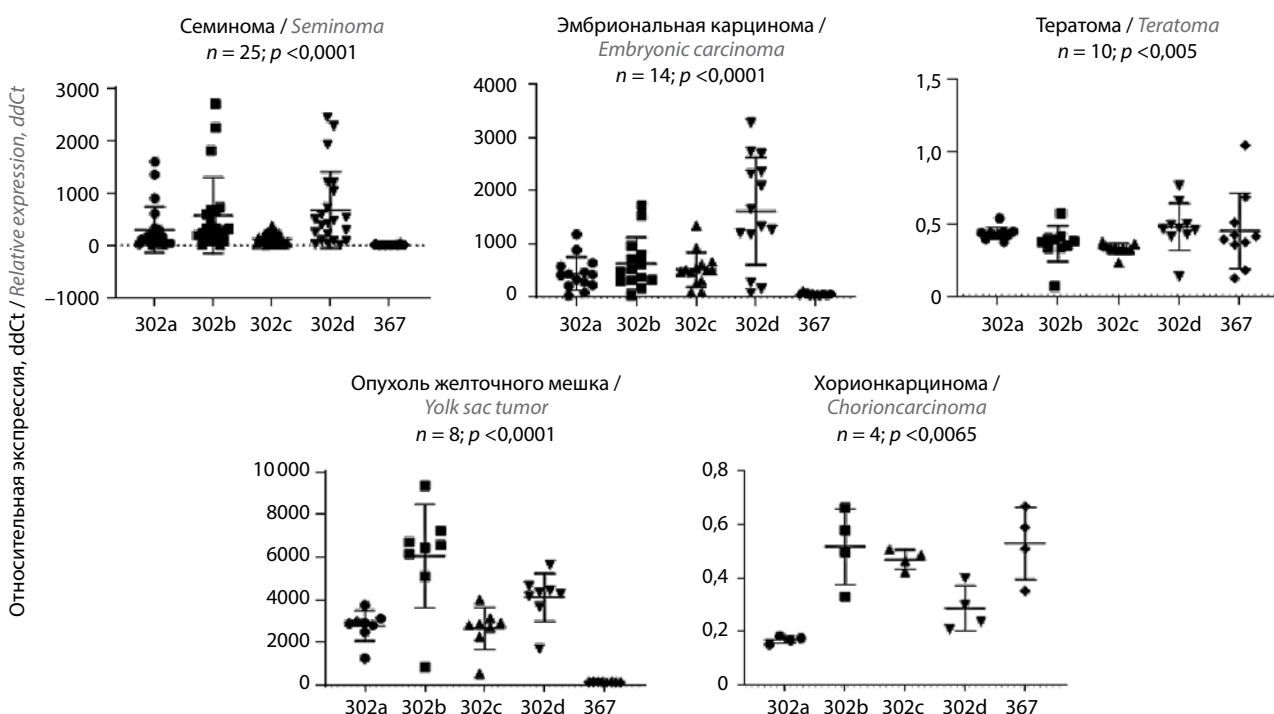 Относительная экспрессия, ddCt / Relative expression, ddCt
Семинома / Seminoma
n = 25; p <0,0001
3000
2000
1000
0
–1000
302a 302b 302c 302d 367
Эмбриональная карцинома /
Embryonic carcinoma
n = 14; p <0,0001
4000
3000
2000
1000
0
302a 302b 302c 302d 367
Тератома / Teratoma
n = 10; p <0,005
1,5
1,0
0,5
0
302a 302b 302c 302d 367
Опухоль желточного мешка /
Yolk sac tumor
n = 8; p <0,0001
10 000
8000
6000
4000
2000
0
302a 302b 302c 302d 367
Хорионкарцинома /
Chorioncarcinoma
n = 4; p <0,0065
0,8
0,6
0,4
0,2
0
302a 302b 302c 302d 367